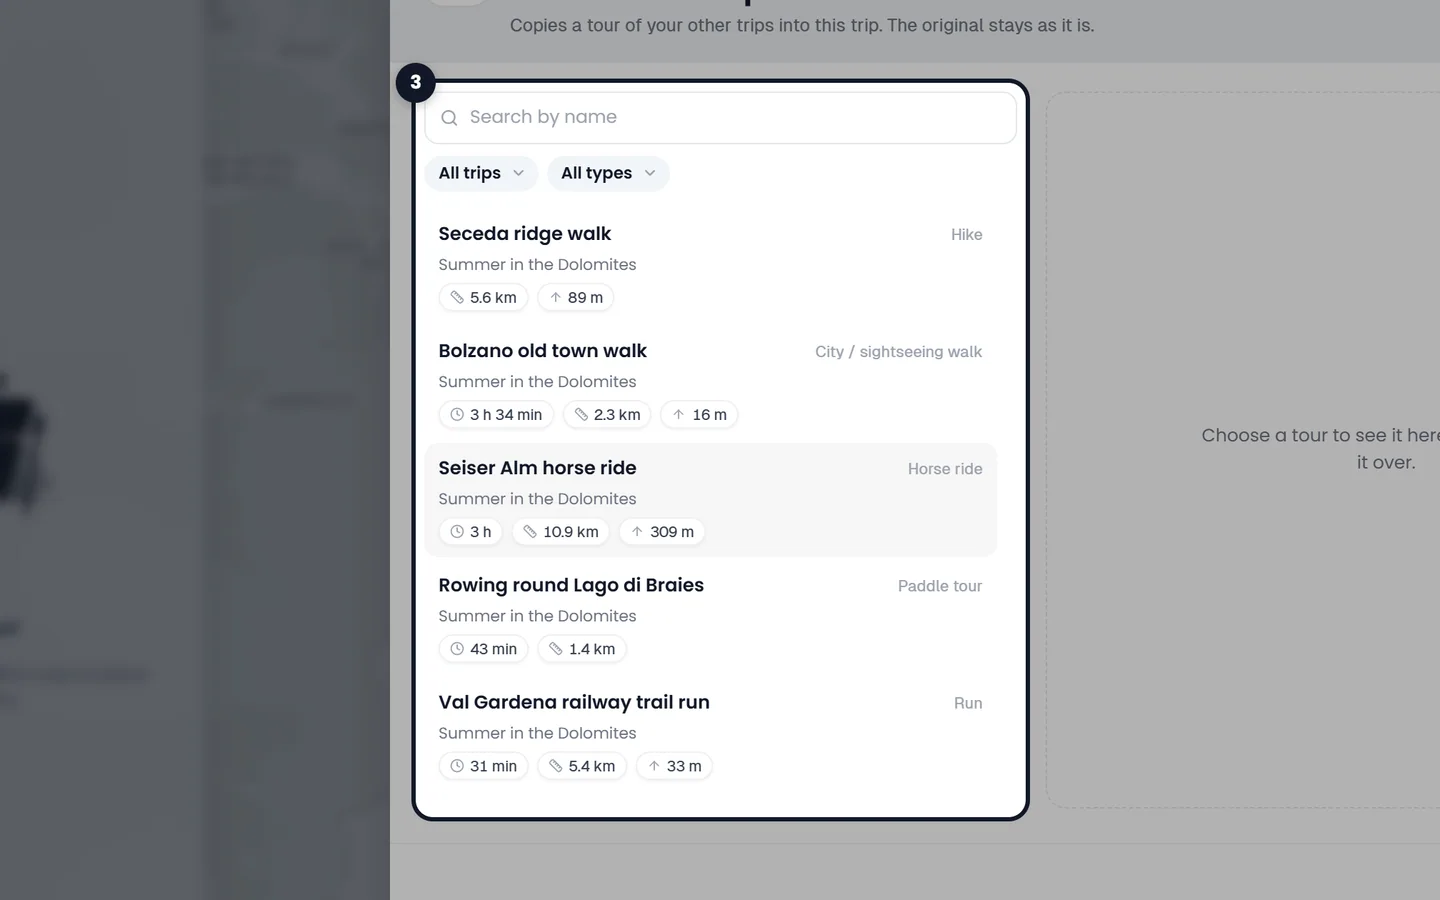 Copies a tour of your other trips into this trip. The original stays as it is.
3
Search by name
All trips
All types
Seceda ridge walk
Hike
Summer in the Dolomites
5.6 km
89 m
Bolzano old town walk
City / sightseeing walk
Summer in the Dolomites
3 h 34 min
2.3 km
16 m
Seiser Alm horse ride
Horse ride
Summer in the Dolomites
3 h
10.9 km
309 m
Rowing round Lago di Braies
Paddle tour
Summer in the Dolomites
43 min
1.4 km
Val Gardena railway trail run
Run
Summer in the Dolomites
31 min
5.4 km
33 m
Choose a tour to see it here
it over.